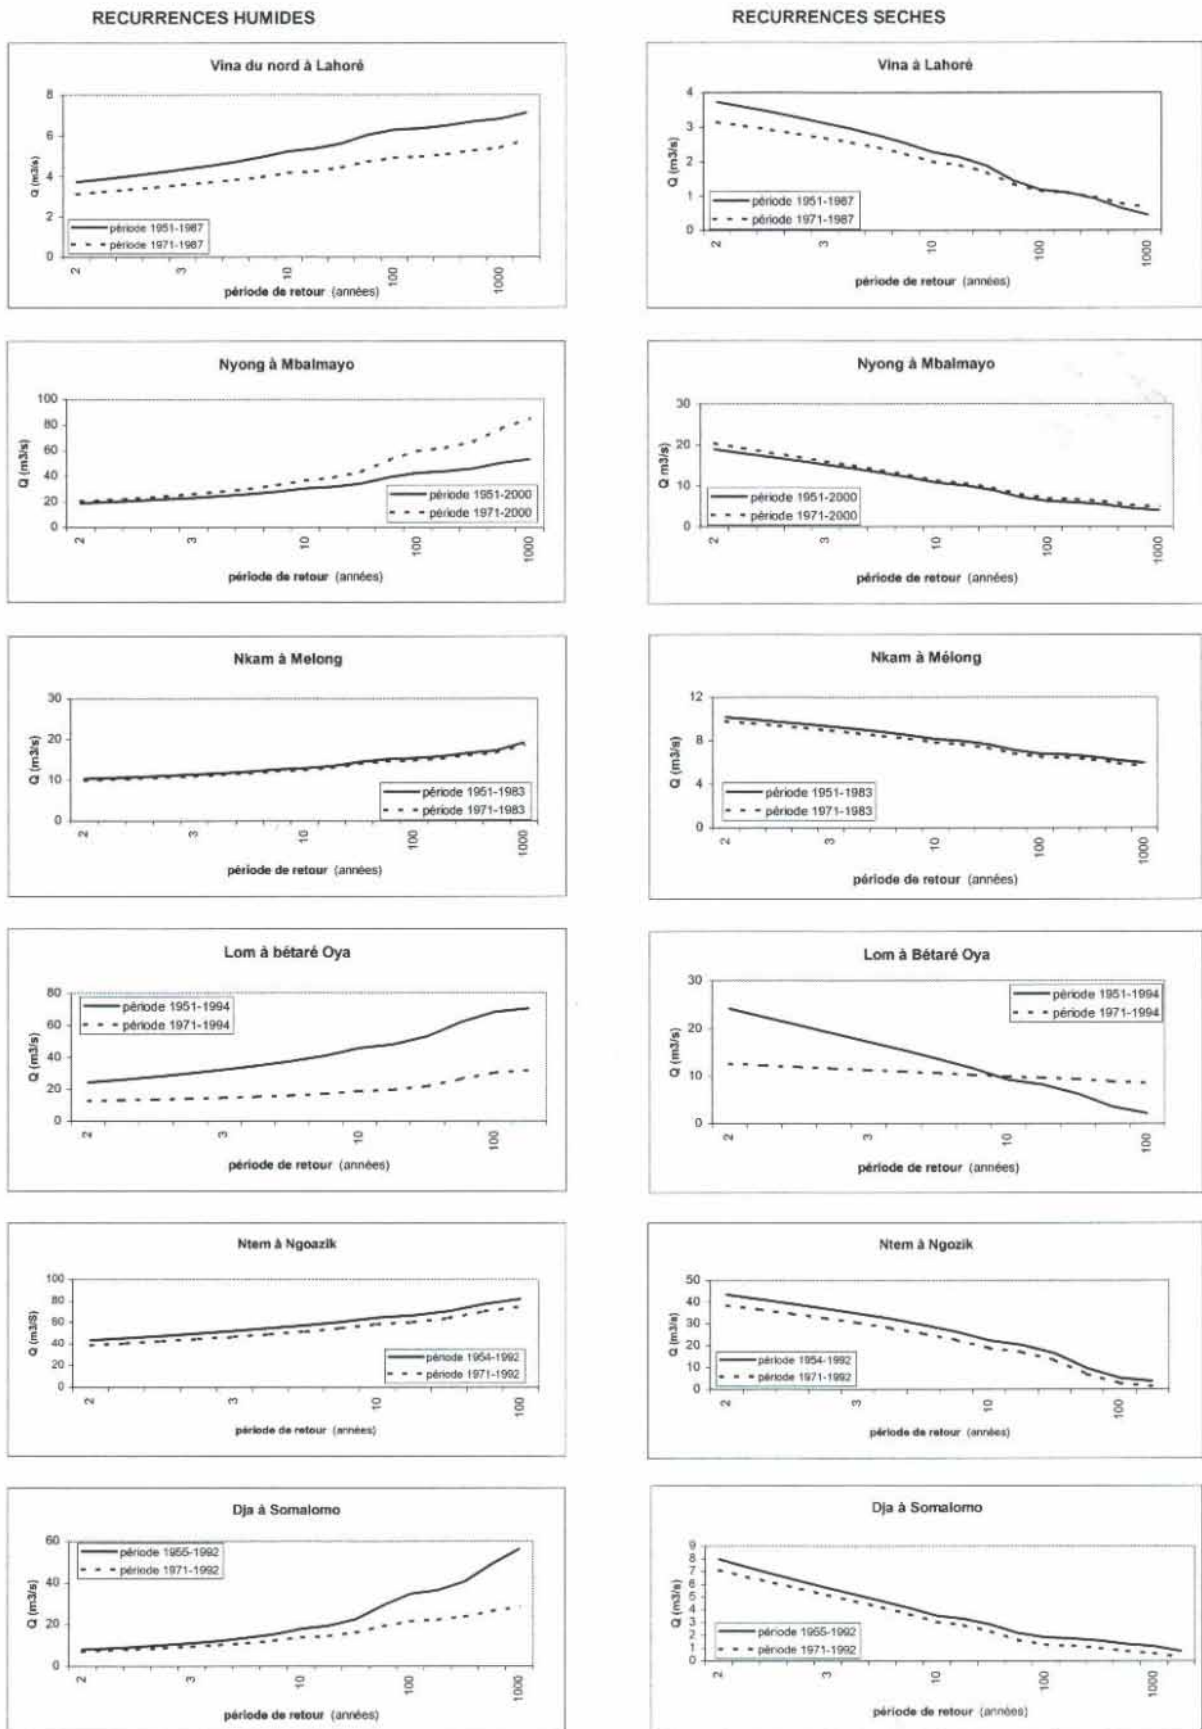 RECURRENCES HUMIDES
RECURRENCES SECHES
Vina du nord à Lahoré
Q (m3/s)
8
6
4
2
0
période 1951-1987
période 1971-1987
2
3
10
100
1000
période de retour (années)
Vina à Lahoré
Q (m3/s)
4
3
2
1
0
période 1951-1987
période 1971-1987
2
3
10
100
1000
période de retour (années)
Nyong à Mbalmayo
Q (m3/s)
100
80
60
40
20
0
période 1951-2000
période 1971-2000
2
3
10
100
1000
période de retour (années)
Nyong à Mbalmayo
Q m3/s)
30
20
10
0
période 1951-2000
période 1971-2000
2
3
10
100
1000
période de retour (années)
Nkam à Melong
Q (m3/s)
30
20
10
0
période 1951-1983
période 1971-1983
2
3
10
100
1000
période de retour (années)
Nkam à Mélong
Q (m3/s)
12
8
4
0
période 1951-1983
période 1971-1983
2
3
10
100
1000
période de retour (années)
Lom à bétaré Oya
Q (m3/s)
80
60
40
20
0
période 1951-1994
période 1971-1994
2
3
10
100
période de retour (années)
Lom à Bétaré Oya
Q (m3/s)
30
20
10
0
période 1951-1994
période 1971-1994
2
3
10
100
période de retour (années)
Ntem à Ngoazik
Q (m3/S)
100
80
60
40
20
0
période 1954-1992
période 1971-1992
2
3
10
100
période de retour (années)
Ntem à Ngozik
Q (m3/s)
50
40
30
20
10
0
période 1954-1992
période 1971-1992
2
3
10
100
période de retour (années)
Dja à Somalomo
Q (m3/s)
60
40
20
0
période 1955-1992
période 1971-1992
2
3
10
100
1000
période de retour (années)
Dja à Somalomo
Q (m3/s)
9
8
7
6
5
4
3
2
1
0
période 1955-1992
période 1971-1992
2
3
10
100
1000
période de retour (années)